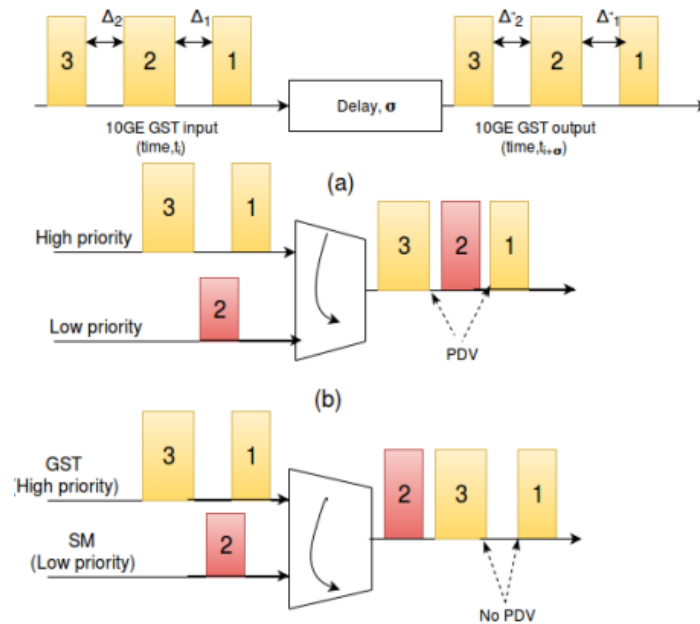 Δ2 Δ1 Δ"2 Δ"1
3 2 1 3 2 1
Delay, σ
10GE GST input
(time,ti)
10GE GST output
(time,ti+σ)
(a)
3 1 3 2 1
High priority
2
Low priority
PDV
(b)
3 1 2 3 1
GST
(High priority)
SM
(Low priority)
2
No PDV